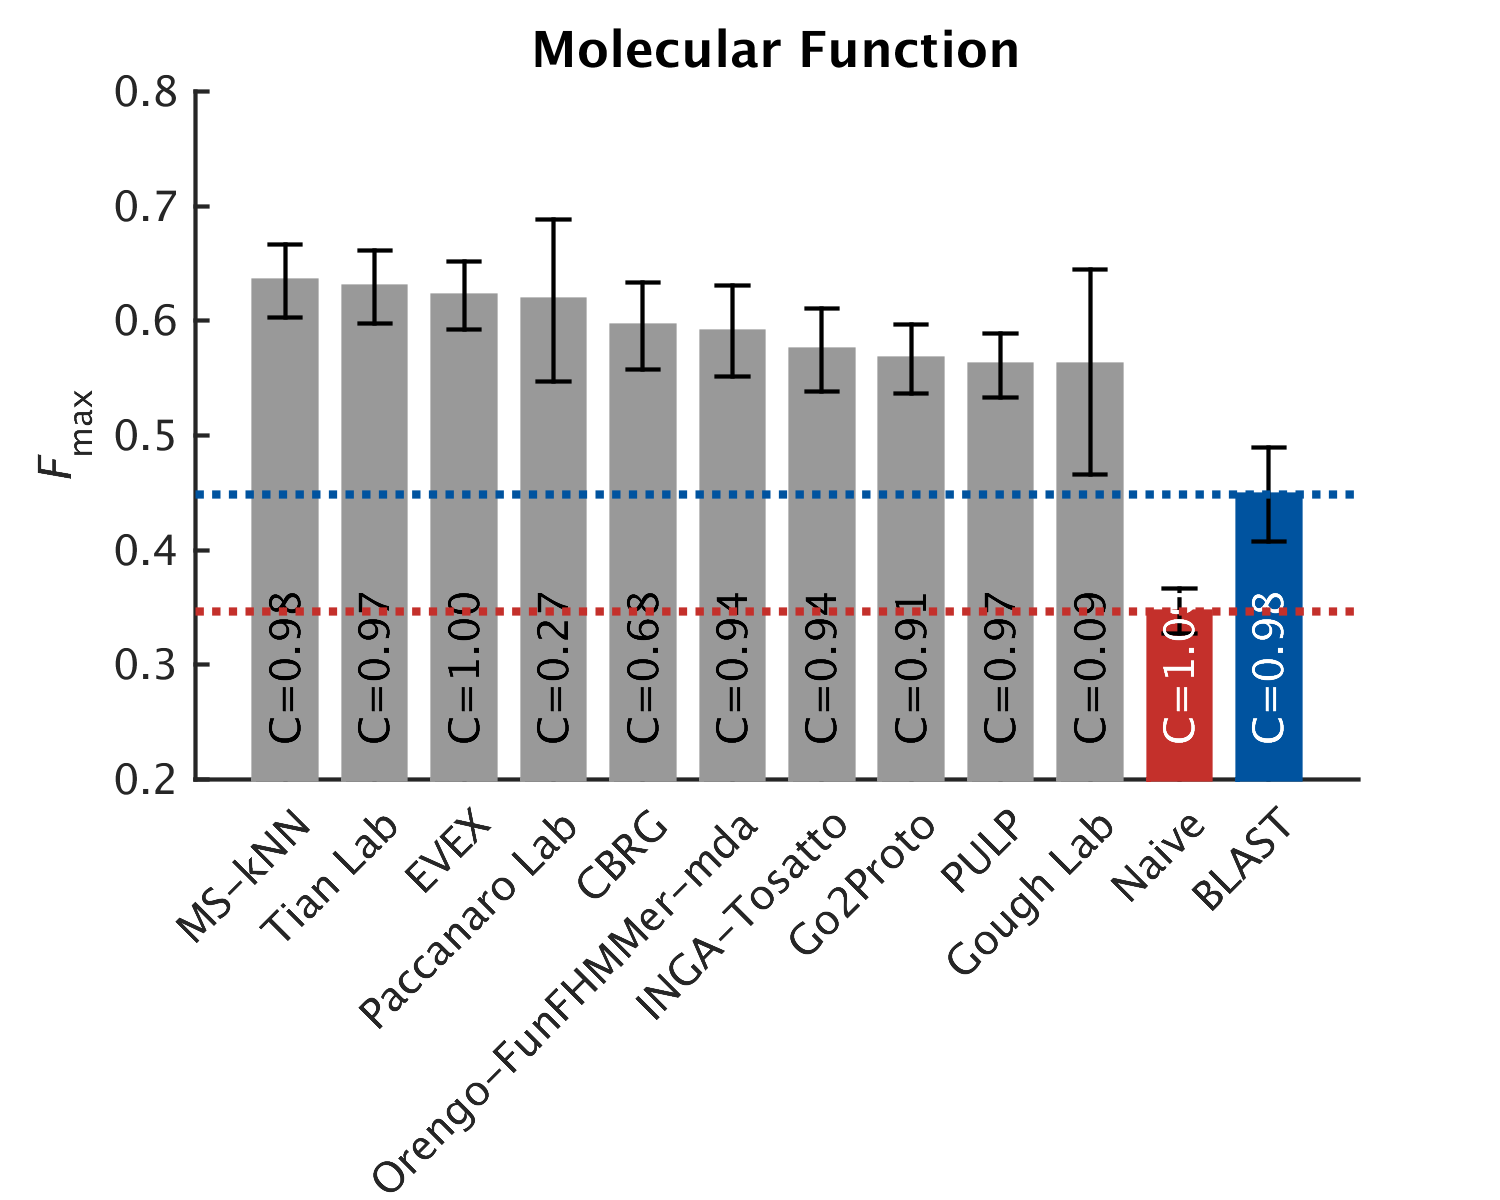 Molecular Function
0.8
0.7
0.6
0.5
0.4
0.3
0.2
Fmax
C=0.98
C=0.97
C=1.00
C=0.27
C=0.68
C=0.94
C=0.94
C=0.91
C=0.97
C=0.09
C=1.0
C=0.98
MS-kNN
Tian Lab
EVEX
Paccanaro Lab
CBRG
Orengo-FunFHMMer-mda
INGA-Tosatto
Go2Proto
PULP
Gough Lab
Naive
BLAST